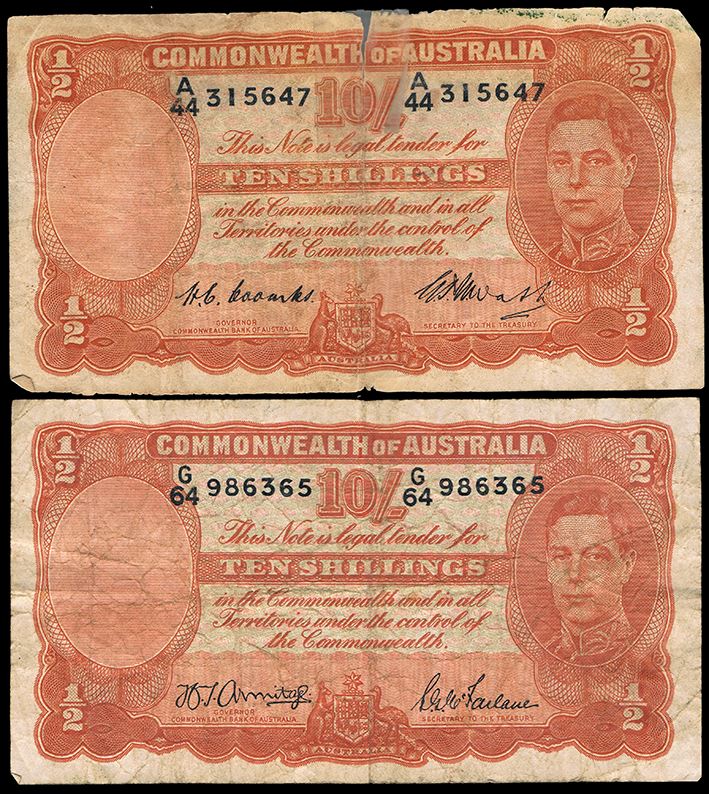 1/2 1/2
COMMONWEALTH OF AUSTRALIA
A/44 315647 10/- A/44 315647
This Note is legal tender for
TEN SHILLINGS
in the Commonwealth and in all
Territories under the control of
the Commonwealth.
1/2 1/2
GOVERNOR SECRETARY TO THE TREASURY
COMMONWEALTH BANK OF AUSTRALIA.
AUSTRALIA
1/2 1/2
COMMONWEALTH OF AUSTRALIA
G/64 986365 10/- G/64 986365
This Note is legal tender for
TEN SHILLINGS
in the Commonwealth and in all
Territories under the control of
the Commonwealth.
1/2 1/2
H.T. Armitage. S.G. McFarlane
GOVERNOR SECRETARY TO THE TREASURY
COMMONWEALTH BANK OF AUSTRALIA
AUSTRALIA